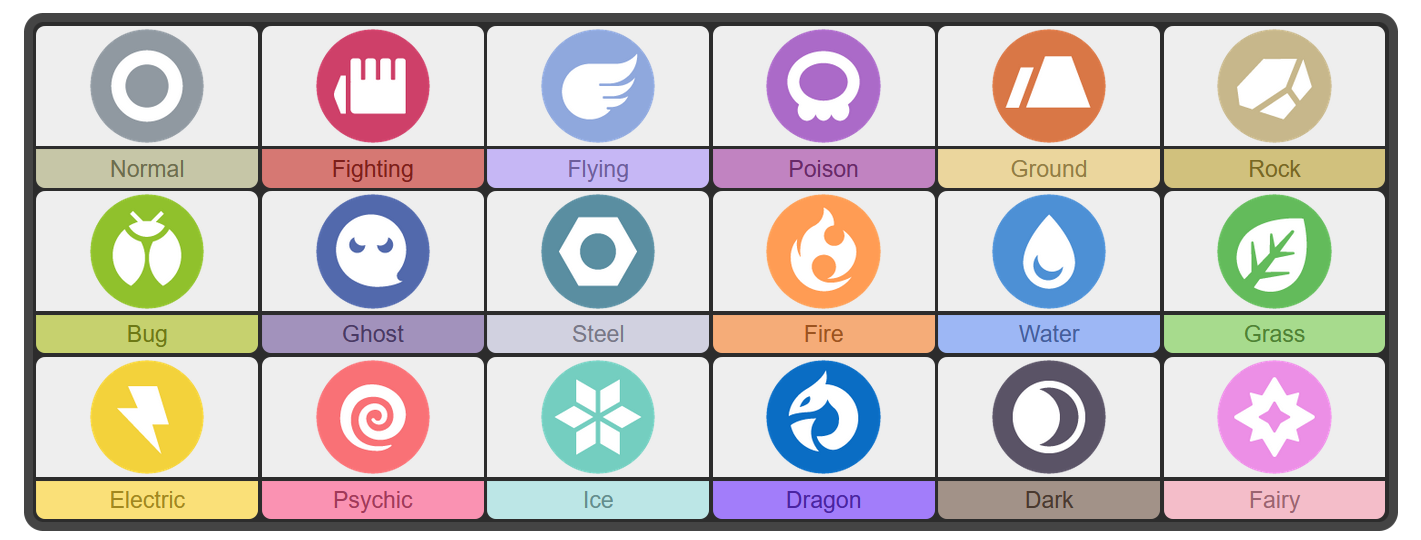 Normal Fighting Flying Poison Ground Rock
Bug Ghost Steel Fire Water Grass
Electric Psychic Ice Dragon Dark Fairy